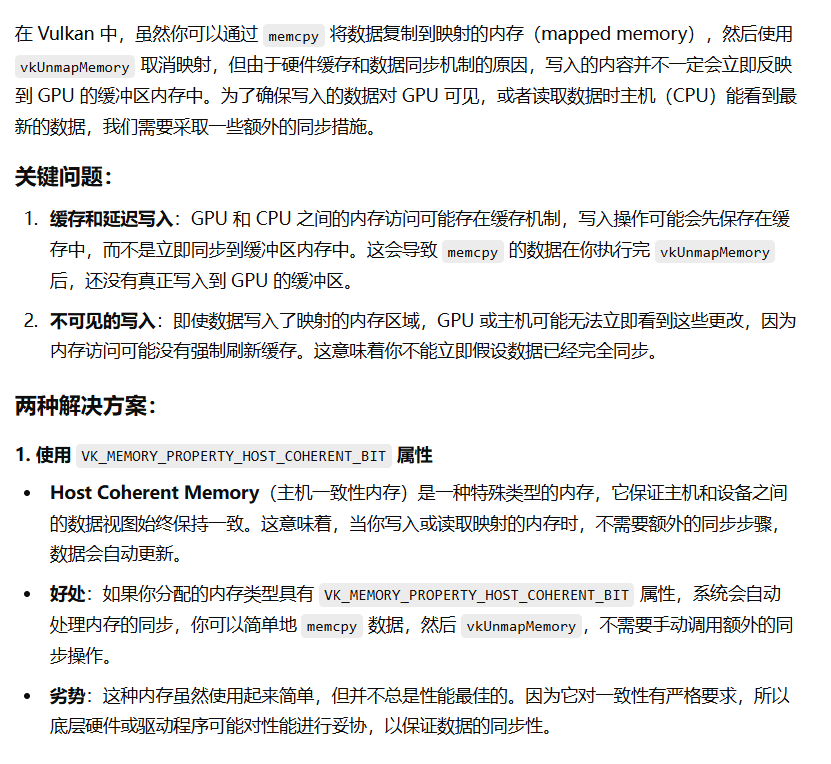 在 Vulkan 中，虽然你可以通过 memcpy 将数据复制到映射的内存（mapped memory），然后使用
vkUnmapMemory 取消映射，但由于硬件缓存和数据同步机制的原因，写入的内容并不一定会立即反映
到 GPU 的缓冲区内存中。为了确保写入的数据对 GPU 可见，或者读取数据时主机（CPU）能看到最
新的数据，我们需要采取一些额外的同步措施。
关键问题：
1. 缓存和延迟写入：GPU 和 CPU 之间的内存访问可能存在缓存机制，写入操作可能会先保存在缓
存中，而不是立即同步到缓冲区内存中。这会导致 memcpy 的数据在你执行完 vkUnmapMemory
后，还没有真正写入到 GPU 的缓冲区。
2. 不可见的写入：即使数据写入了映射的内存区域，GPU 或主机可能无法立即看到这些更改，因为
内存访问可能没有强制刷新缓存。这意味着你不能立即假设数据已经完全同步。
两种解决方案：
1. 使用 VK_MEMORY_PROPERTY_HOST_COHERENT_BIT 属性
• Host Coherent Memory（主机一致性内存）是一种特殊类型的内存，它保证主机和设备之间
的数据视图始终保持一致。这意味着，当你写入或读取映射的内存时，不需要额外的同步步骤，
数据会自动更新。
• 好处：如果你分配的内存类型具有 VK_MEMORY_PROPERTY_HOST_COHERENT_BIT 属性，系统会自动
处理内存的同步，你可以简单地 memcpy 数据，然后 vkUnmapMemory，不需要手动调用额外的同
步操作。
• 劣势：这种内存虽然使用起来简单，但并不总是性能最佳的。因为它对一致性有严格要求，所以
底层硬件或驱动程序可能对性能进行妥协，以保证数据的同步性。